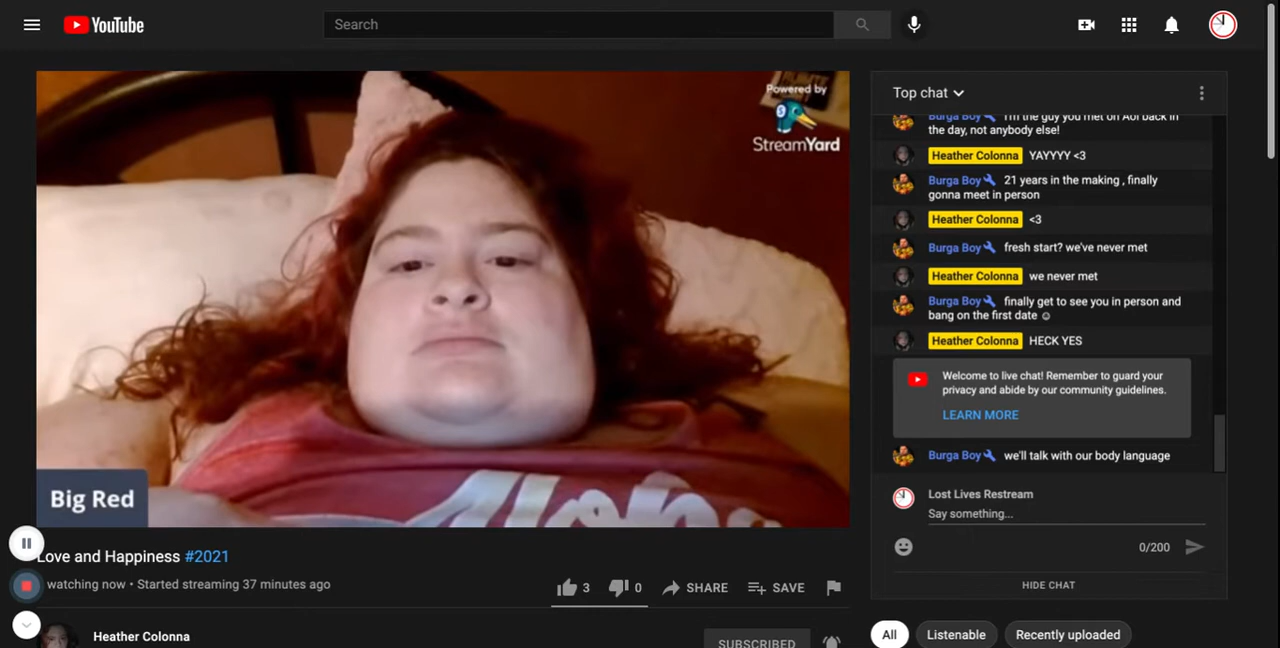 YouTube
Search
Powered by
StreamYard
Big Red
Love and Happiness #2021
watching now • Started streaming 37 minutes ago
3
0
SHARE
SAVE
Heather Colonna
SUBSCRIBED
Top chat
Burga Boy I'm the guy you met on Aol back in
the day, not anybody else!
Heather Colonna YAYYYY <3
Burga Boy 21 years in the making , finally
gonna meet in person
Heather Colonna <3
Burga Boy fresh start? we've never met
Heather Colonna we never met
Burga Boy finally get to see you in person and
bang on the first date ☺
Heather Colonna HECK YES
Welcome to live chat! Remember to guard your
privacy and abide by our community guidelines.
LEARN MORE
Burga Boy we'll talk with our body language
Lost Lives Restream
Say something...
0/200
HIDE CHAT
All
Listenable
Recently uploaded